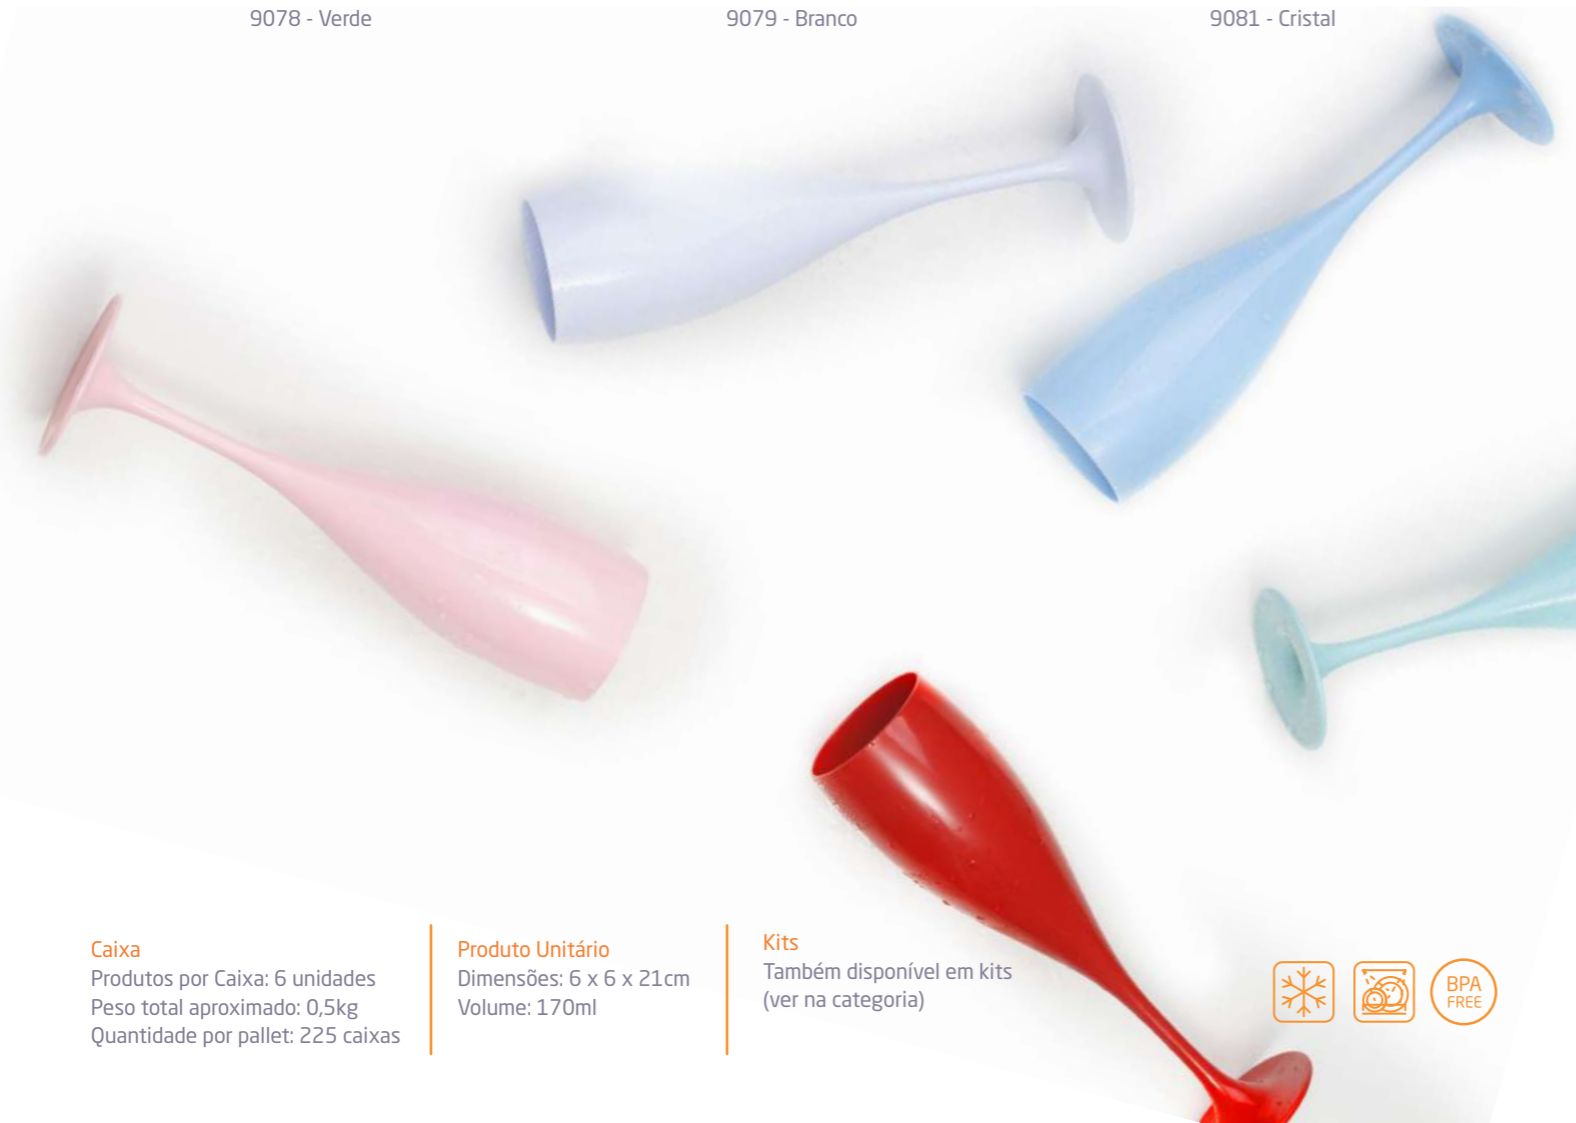 9078 - Verde
9079 - Branco
9081 - Cristal
Caixa
Produtos por Caixa: 6 unidades
Peso total aproximado: 0,5kg
Quantidade por pallet: 225 caixas
Produto Unitário
Dimensões: 6 x 6 x 21cm
Volume: 170ml
Kits
Também disponível em kits
(ver na categoria)
BPA
FREE